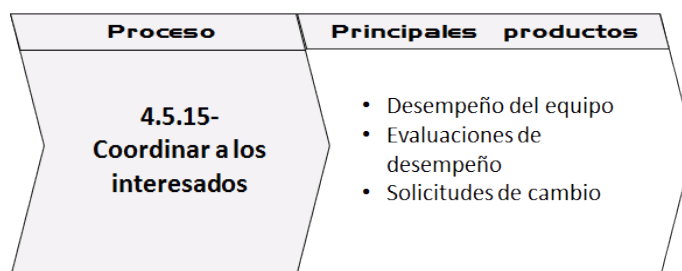 Proceso
Principales productos
4.5.15-
Coordinar a los
interesados
• Desempeño del equipo
• Evaluaciones de
desempeño
• Solicitudes de cambio